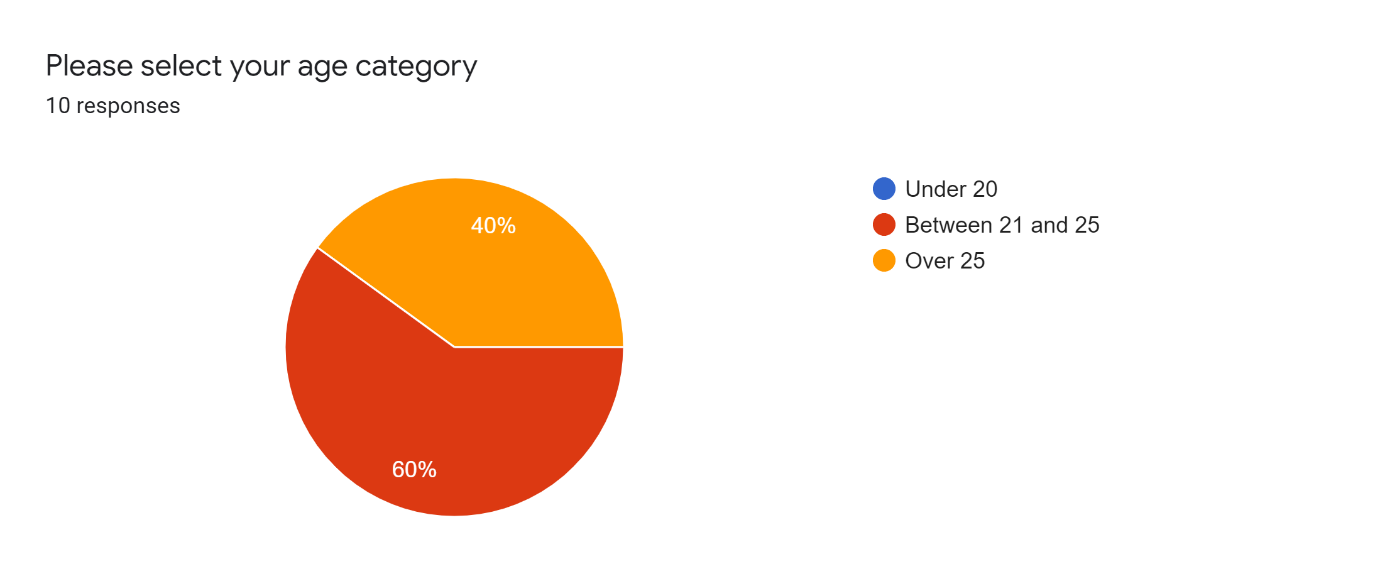 Please select your age category
10 responses
Under 20
Between 21 and 25
Over 25
40%
60%